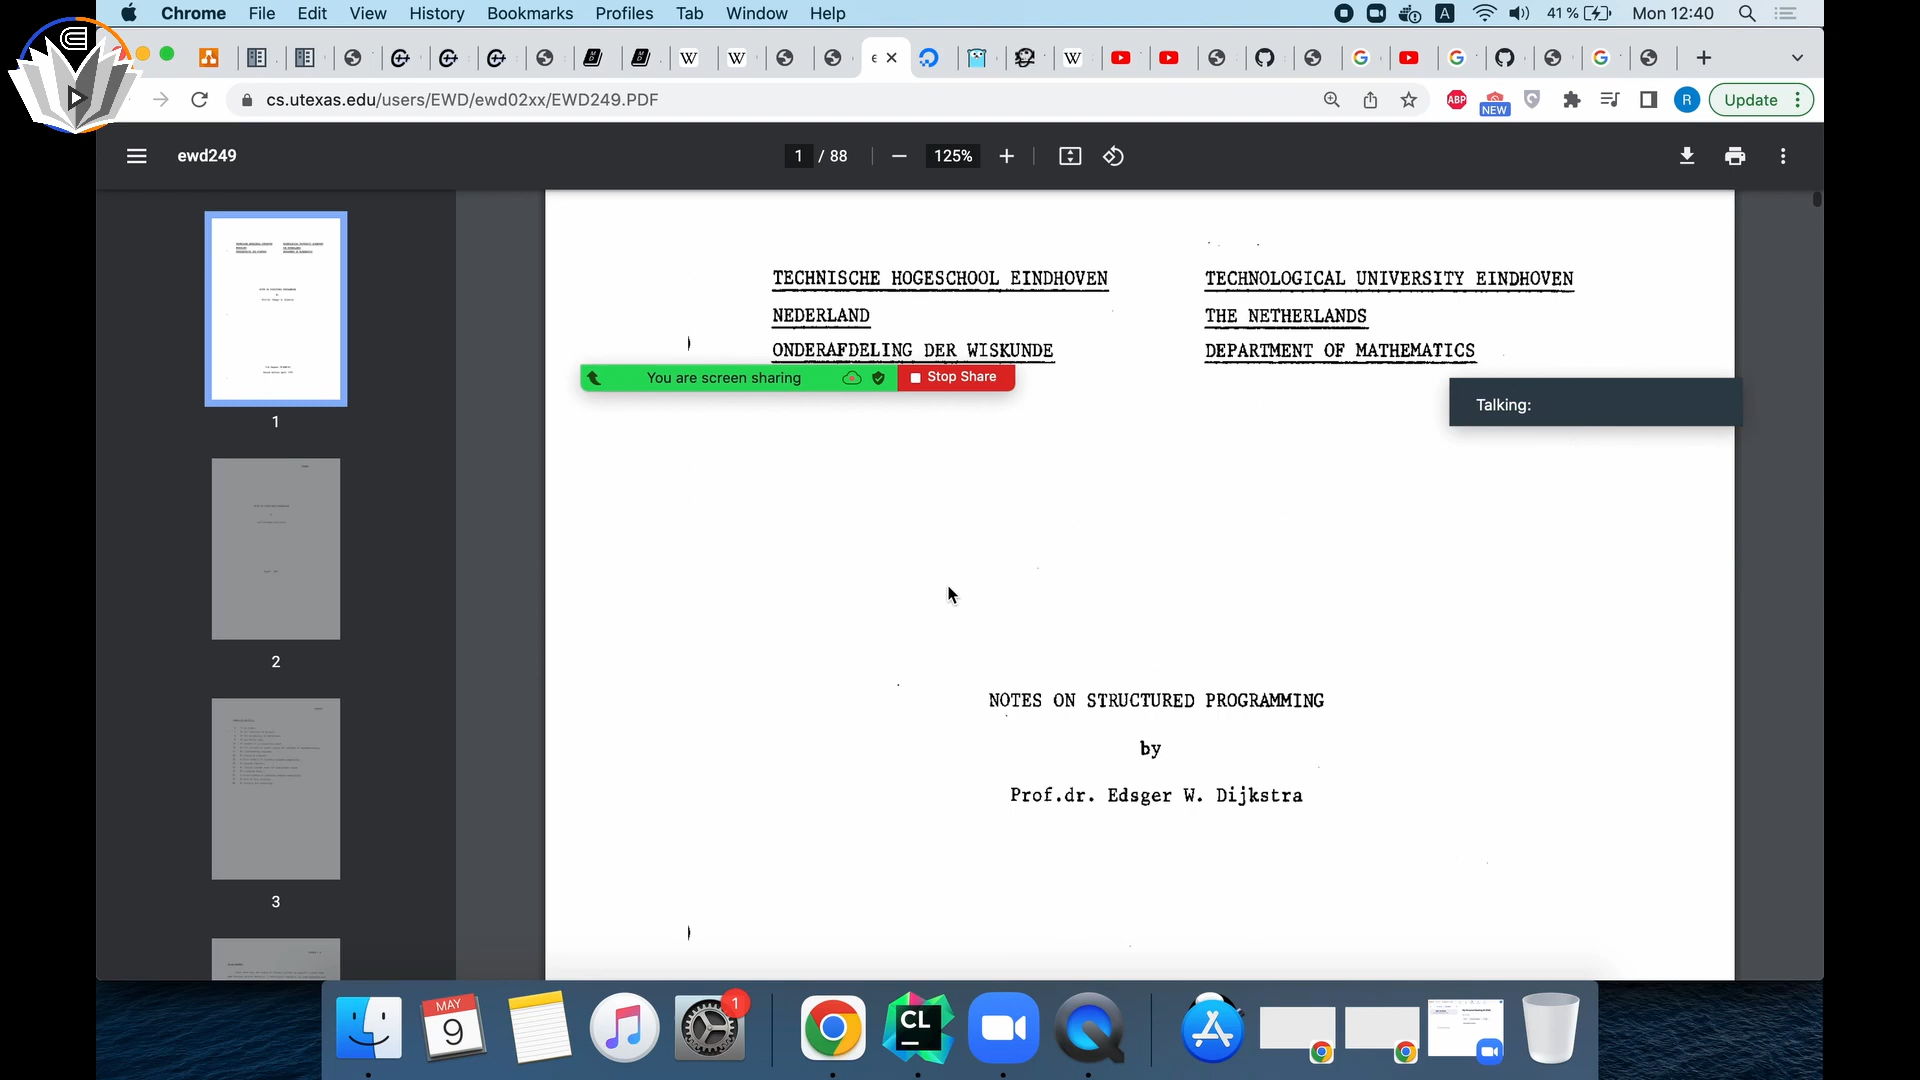 Chrome File Edit View History Bookmarks Profiles Tab Window Help
A 41 % Mon 12:40
e
cs.utexas.edu/users/EWD/ewd02xx/EWD249.PDF
ABP NEW R Update
ewd249
1 / 88 125%
TECHNISCHE HOGESCHOOL EINDHOVEN
NEDERLAND
ONDERAFDELING DER WISKUNDE
TECHNOLOGICAL UNIVERSITY EINDHOVEN
THE NETHERLANDS
DEPARTMENT OF MATHEMATICS
You are screen sharing Stop Share
Talking:
1
2
3
NOTES ON STRUCTURED PROGRAMMING
by
Prof.dr. Edsger W. Dijkstra
MAY
9
1
CL